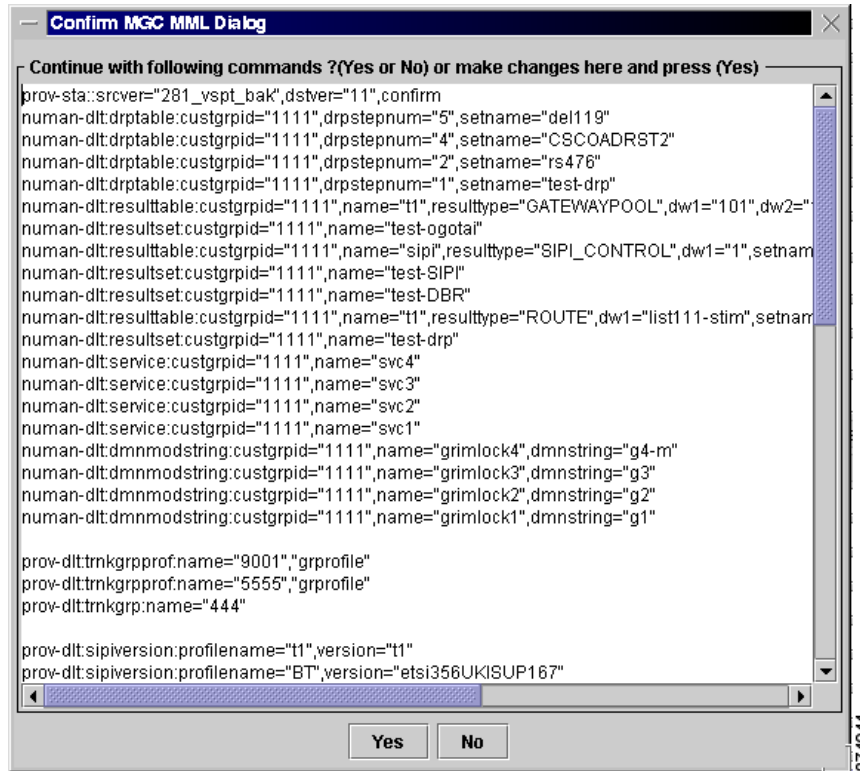 Confirm MGC MML Dialog
Continue with following commands ?(Yes or No) or make changes here and press (Yes)
prov-sta::srcver="281_vspt_bak",dstver="11",confirm
numan-dlt:drptable:custgrpid="1111",drpstepnum="5",setname="del119"
numan-dlt:drptable:custgrpid="1111",drpstepnum="4",setname="CSCOADRST2"
numan-dlt:drptable:custgrpid="1111",drpstepnum="2",setname="rs476"
numan-dlt:drptable:custgrpid="1111",drpstepnum="1",setname="test-drp"
numan-dlt:resulttable:custgrpid="1111",name="t1",resulttype="GATEWAYPOOL",dw1="101",dw2="
numan-dlt:resultset:custgrpid="1111",name="test-ogotai"
numan-dlt:resulttable:custgrpid="1111",name="sipi",resulttype="SIPI_CONTROL",dw1="1",setnam
numan-dlt:resultset:custgrpid="1111",name="test-SIPI"
numan-dlt:resultset:custgrpid="1111",name="test-DBR"
numan-dlt:resulttable:custgrpid="1111",name="t1",resulttype="ROUTE",dw1="list111-stim",setnam
numan-dlt:resultset:custgrpid="1111",name="test-drp"
numan-dlt:service:custgrpid="1111",name="svc4"
numan-dlt:service:custgrpid="1111",name="svc3"
numan-dlt:service:custgrpid="1111",name="svc2"
numan-dlt:service:custgrpid="1111",name="svc1"
numan-dlt:dmnmodstring:custgrpid="1111",name="grimlock4",dmnstring="g4-m"
numan-dlt:dmnmodstring:custgrpid="1111",name="grimlock3",dmnstring="g3"
numan-dlt:dmnmodstring:custgrpid="1111",name="grimlock2",dmnstring="g2"
numan-dlt:dmnmodstring:custgrpid="1111",name="grimlock1",dmnstring="g1"
prov-dlt:trnkgrpprof:name="9001","grprofile"
prov-dlt:trnkgrpprof:name="5555","grprofile"
prov-dlt:trnkgrp:name="444"
prov-dlt:sipiversion:profilename="t1",version="t1"
prov-dlt:sipiversion:profilename="BT",version="etsi356UKISUP167"
Yes No